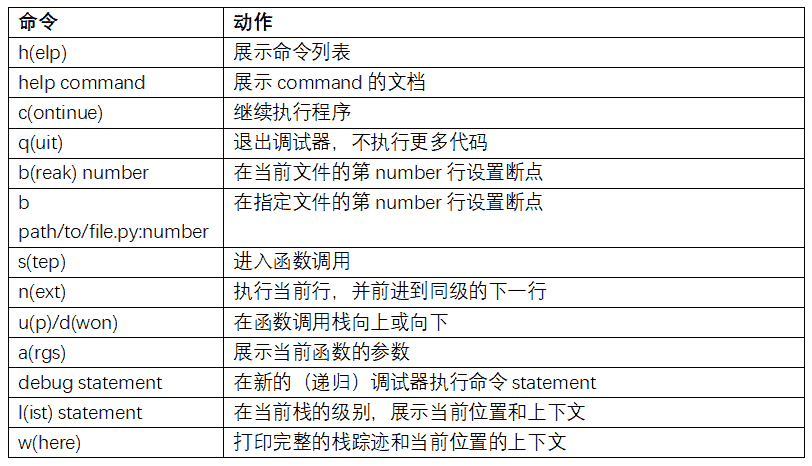 命令 动作
h(elp) 展示命令列表
help command 展示 command 的文档
c(ontinue) 继续执行程序
q(uit) 退出调试器，不执行更多代码
b(reak) number 在当前文件的第 number 行设置断点
b 在指定文件的第 number 行设置断点
path/to/file.py:number
s(tep) 进入函数调用
n(ext) 执行当前行，并前进到同级的下一行
u(p)/d(won) 在函数调用栈向上或向下
a(rgs) 展示当前函数的参数
debug statement 在新的（递归）调试器执行命令 statement
l(ist) statement 在当前栈的级别，展示当前位置和上下文
w(here) 打印完整的栈踪迹和当前位置的上下文